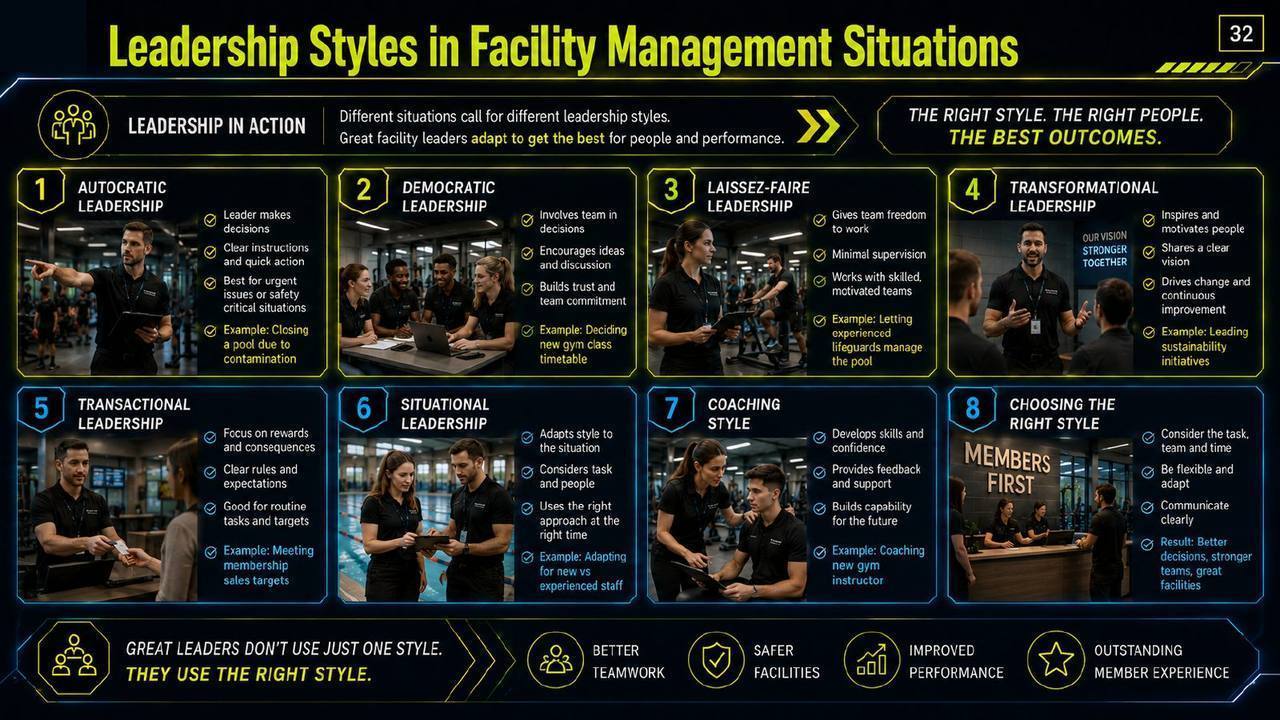 Leadership Styles in Facility Management Situations
32
LEADERSHIP IN ACTION
Different situations call for different leadership styles.
Great facility leaders adapt to get the best for people and performance.
THE RIGHT STYLE. THE RIGHT PEOPLE.
THE BEST OUTCOMES.
1
AUTOCRATIC
LEADERSHIP
Leader makes
decisions
Clear instructions
and quick action
Best for urgent
issues or safety
critical situations
Example: Closing
a pool due to
contamination
2
DEMOCRATIC
LEADERSHIP
Involves team in
decisions
Encourages ideas
and discussion
Builds trust and
team commitment
Example: Deciding
new gym class
timetable
3
LAISSEZ-FAIRE
LEADERSHIP
Gives team freedom
to work
Minimal supervision
Works with skilled,
motivated teams
Example: Letting
experienced
lifeguards manage
the pool
4
TRANSFORMATIONAL
LEADERSHIP
OUR VISION
STRONGER
TOGETHER
Inspires and
motivates people
Shares a clear
vision
Drives change and
continuous
improvement
Example: Leading
sustainability
initiatives
5
TRANSACTIONAL
LEADERSHIP
Focus on rewards
and consequences
Clear rules and
expectations
Good for routine
tasks and targets
Example: Meeting
membership
sales targets
6
SITUATIONAL
LEADERSHIP
Adapts style to
the situation
Considers task
and people
Uses the right
approach at the
right time
Example: Adapting
for new vs
experienced staff
7
COACHING
STYLE
Develops skills and
confidence
Provides feedback
and support
Builds capability
for the future
Example: Coaching
new gym
instructor
8
CHOOSING THE
RIGHT STYLE
MEMBERS
FIRST
Consider the task,
team and time
Be flexible and
adapt
Communicate
clearly
Result: Better
decisions, stronger
teams, great
facilities
GREAT LEADERS DON'T USE JUST ONE STYLE.
THEY USE THE RIGHT STYLE.
BETTER
TEAMWORK
SAFER
FACILITIES
IMPROVED
PERFORMANCE
OUTSTANDING
MEMBER EXPERIENCE